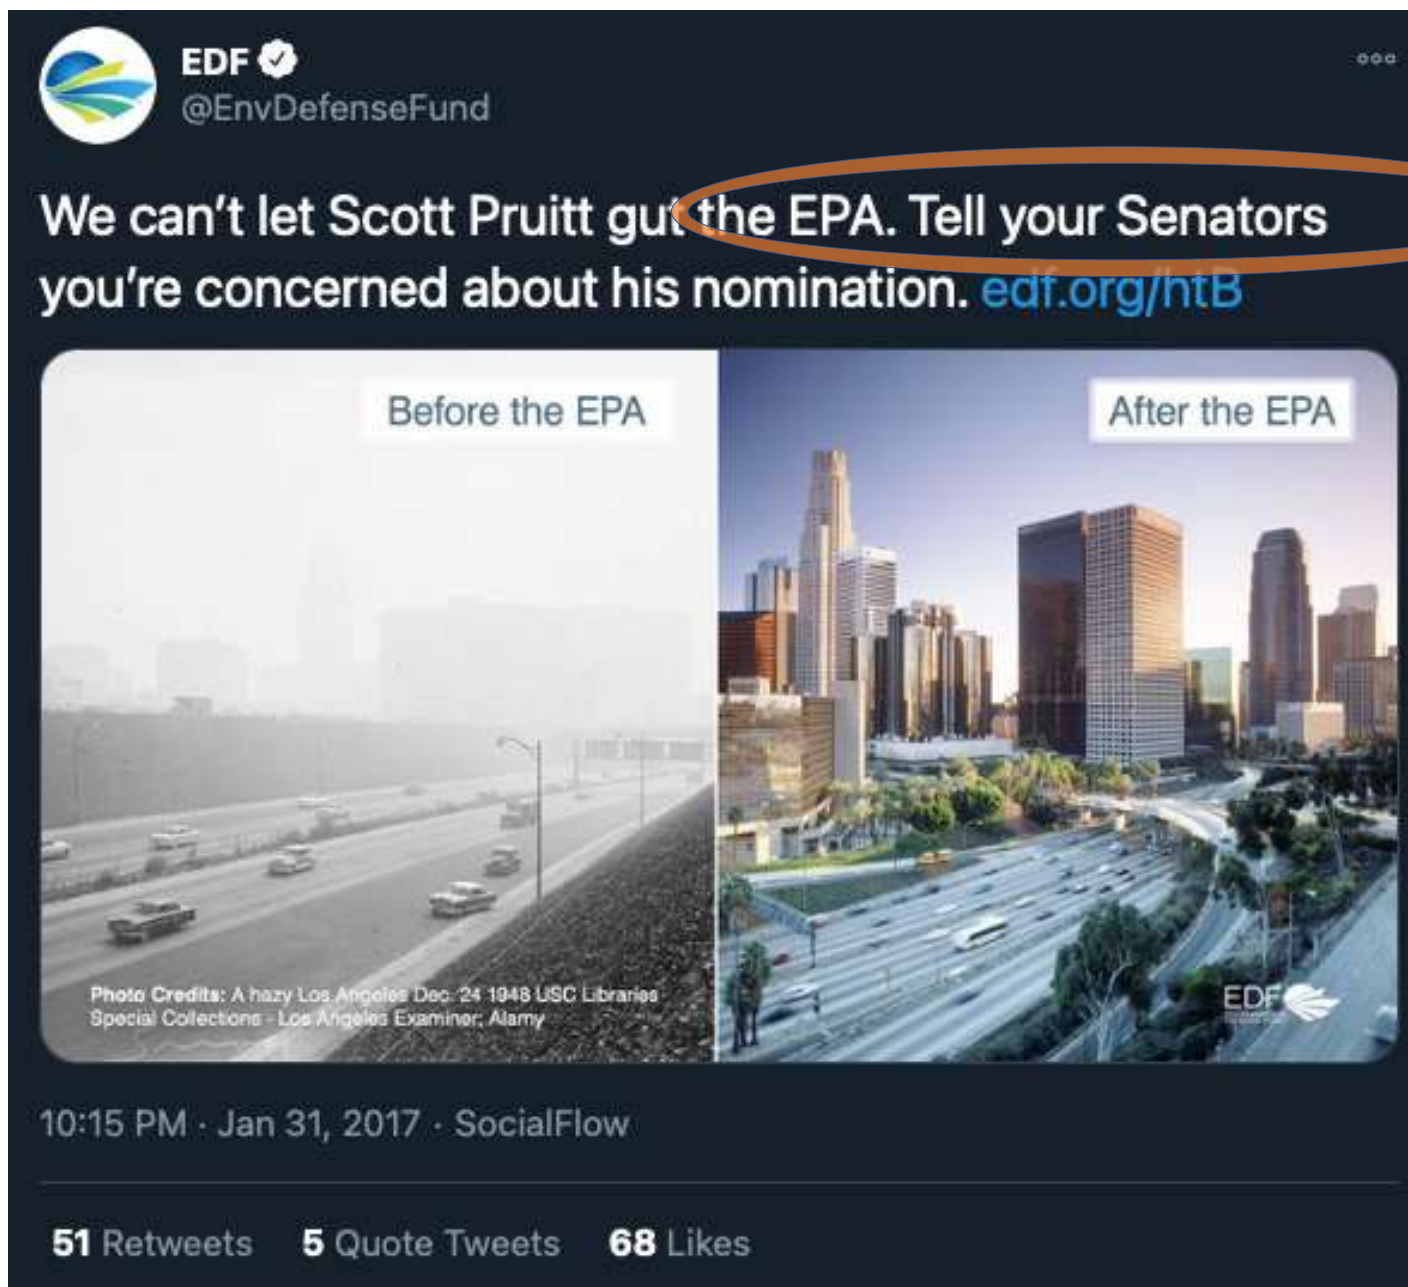 EDF
@EnvDefenseFund
We can't let Scott Pruitt gut the EPA. Tell your Senators
you're concerned about his nomination. edf.org/htB
Before the EPA
After the EPA
Photo Credits: A hazy Los Angeles Dec. 24 1948 USC Libraries
Special Collections - Los Angeles Examiner; Alamy
EDF
10:15 PM · Jan 31, 2017 · SocialFlow
51 Retweets 5 Quote Tweets 68 Likes